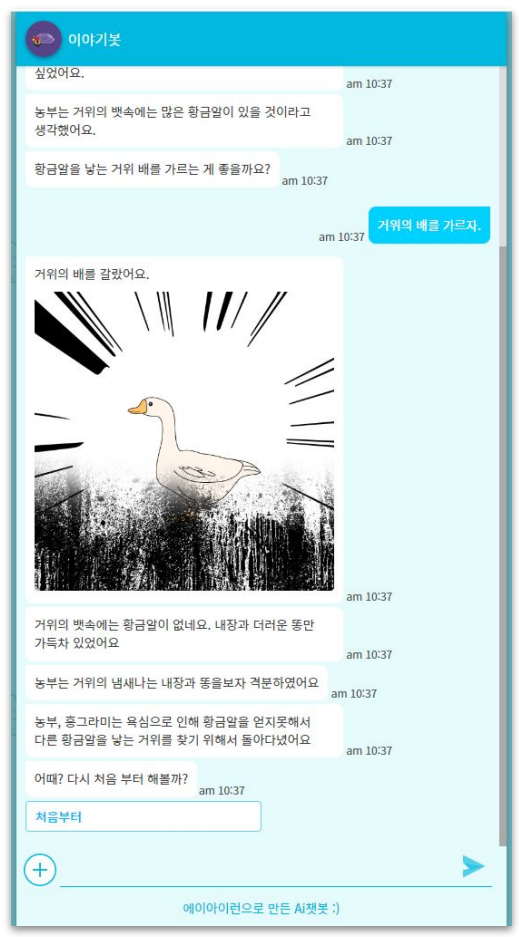 이야기봇
싶었어요.
am 10:37
농부는 거위의 뱃속에는 많은 황금알이 있을 것이라고
생각했어요.
am 10:37
황금알을 낳는 거위 배를 가르는 게 좋을까요?
am 10:37
거위의 배를 가르자.
am 10:37
거위의 배를 갈랐어요.
am 10:37
거위의 뱃속에는 황금알이 없네요. 내장과 더러운 똥만
가득차 있었어요
am 10:37
농부는 거위의 냄새나는 내장과 똥을보자 격분하였어요
am 10:37
농부, 흥그라미는 욕심으로 인해 황금알을 얻지못해서
다른 황금알을 낳는 거위를 찾기 위해서 돌아다녔어요
am 10:37
어때? 다시 처음 부터 해볼까?
am 10:37
처음부터
에이아이런으로 만든 Ai챗봇 :)